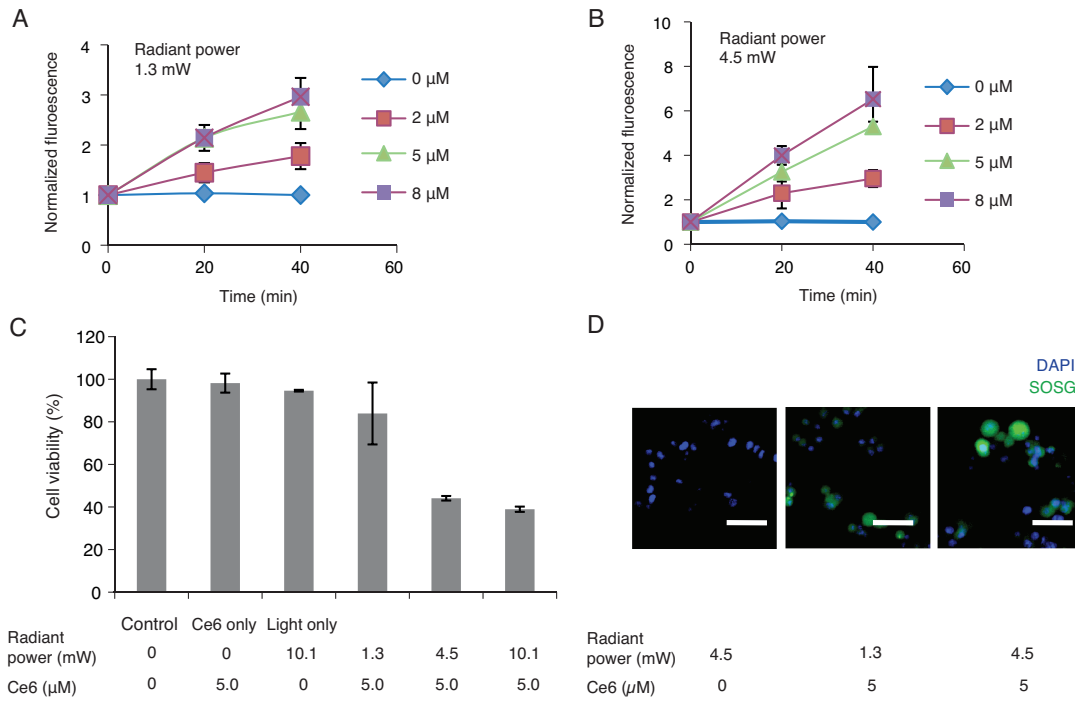 A
Normalized fluroescence
4
3
2
1
0
Radiant power
1.3 mW
0 μM
2 μM
5 μM
8 μM
0 20 40 60
Time (min)
B
Normalized fluroescence
10
8
6
4
2
0
Radiant power
4.5 mW
0 μM
2 μM
5 μM
8 μM
0 20 40 60
Time (min)
C
Cell viability (%)
120
100
80
60
40
20
0
Control Ce6 only Light only
Radiant
power (mW) 0 0 10.1 1.3 4.5 10.1
Ce6 (μM) 0 5.0 0 5.0 5.0 5.0
D
DAPI
SOSG
Radiant
power (mW) 4.5 1.3 4.5
Ce6 (μM) 0 5 5